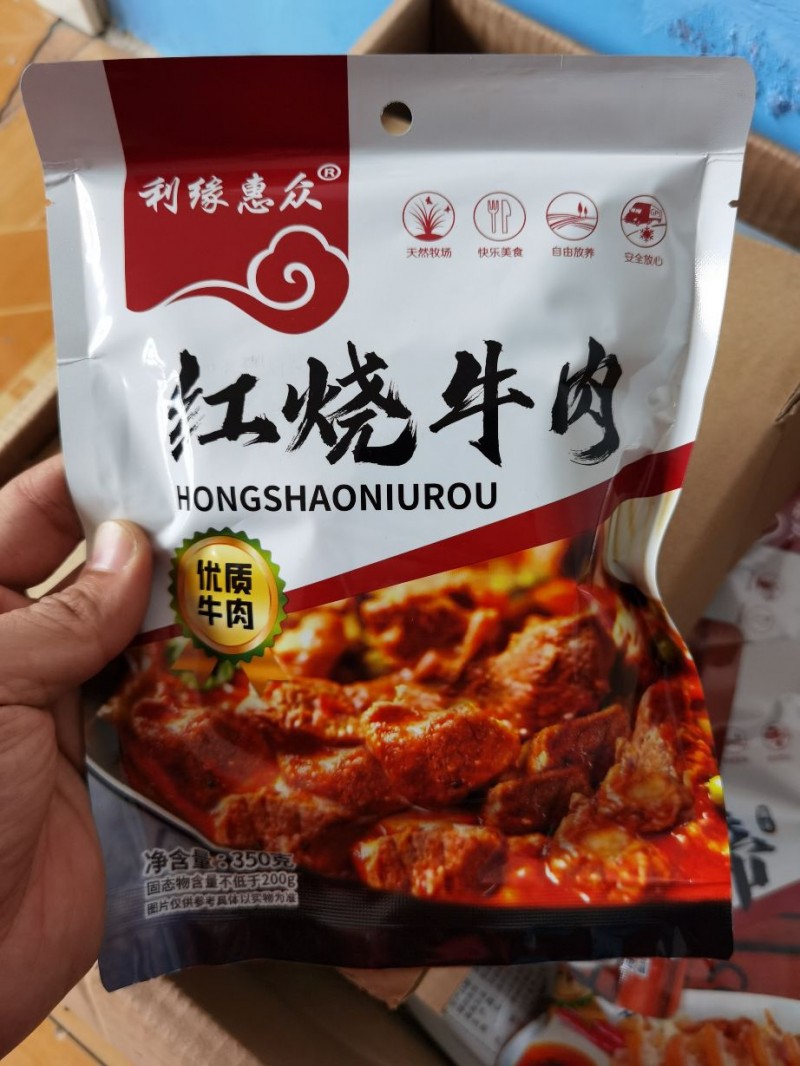 利缘惠众®
天然牧场 快乐美食 自由放养 安全放心
红烧牛肉
HONGSHAONIUROU
优质
牛肉
净含量:350克
固态物含量不低于200g
图片仅供参考具体以实物为准